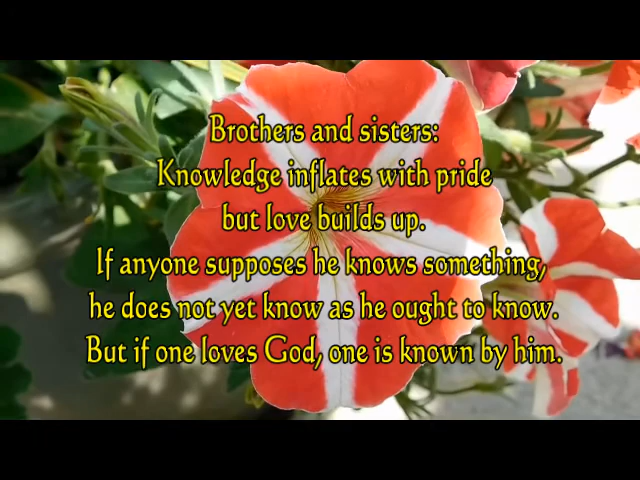 Brothers and sisters:
Knowledge inflates with pride
but love builds up.
If anyone supposes he knows something,
he does not yet know as he ought to know.
But if one loves God, one is known by him.